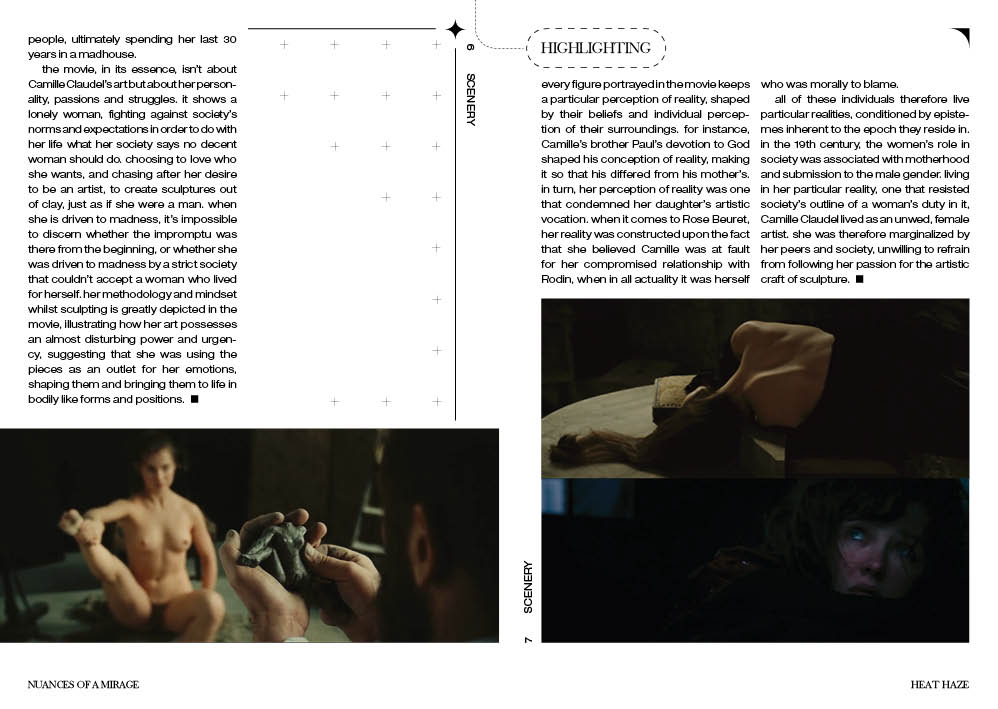 people, ultimately spending her last 30
years in a madhouse.
the movie, in its essence, isn't about
Camille Claudel's art but about her person-
ality, passions and struggles. it shows a
lonely woman, fighting against society's
norms and expectations in order to do with
her life what her society says no decent
woman should do. choosing to love who
she wants, and chasing after her desire
to be an artist, to create sculptures out
of clay, just as if she were a man. when
she is driven to madness, it's impossible
to discern whether the impromptu was
there from the beginning, or whether she
was driven to madness by a strict society
that couldn't accept a woman who lived
for herself. her methodology and mindset
whilst sculpting is greatly depicted in the
movie, illustrating how her art possesses
an almost disturbing power and urgen-
cy, suggesting that she was using the
pieces as an outlet for her emotions,
shaping them and bringing them to life in
bodily like forms and positions. ■
6 SCENERY
HIGHLIGHTING
every figure portrayed in the movie keeps
a particular perception of reality, shaped
by their beliefs and individual percep-
tion of their surroundings. for instance,
Camille's brother Paul's devotion to God
shaped his conception of reality, making
it so that his differed from his mother's.
in turn, her perception of reality was one
that condemned her daughter's artistic
vocation. when it comes to Rose Beuret,
her reality was constructed upon the fact
that she believed Camille was at fault
for her compromised relationship with
Rodin, when in all actuality it was herself
who was morally to blame.
all of these individuals therefore live
particular realities, conditioned by episte-
mes inherent to the epoch they reside in.
in the 19th century, the women's role in
society was associated with motherhood
and submission to the male gender. living
in her particular reality, one that resisted
society's outline of a woman's duty in it,
Camille Claudel lived as an unwed, female
artist. she was therefore marginalized by
her peers and society, unwilling to refrain
from following her passion for the artistic
craft of sculpture. ■
7 SCENERY
NUANCES OF A MIRAGE
HEAT HAZE